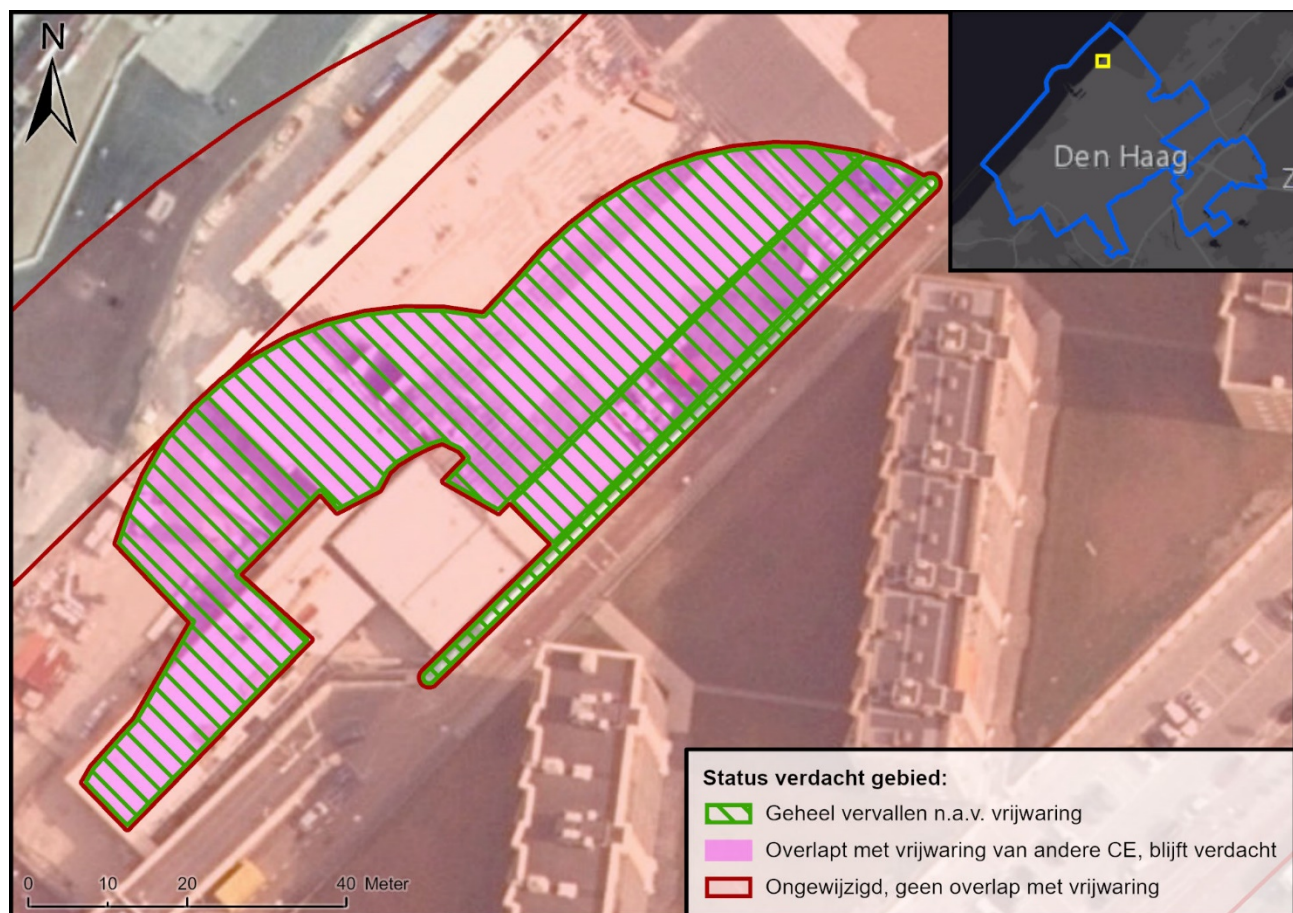 N
Den Haag
Z
Status verdacht gebied:
Geheel vervallen n.a.v. vrijwaring
Overlapt met vrijwaring van andere CE, blijft verdacht
Ongewijzigd, geen overlap met vrijwaring
0 10 20 40 Meter